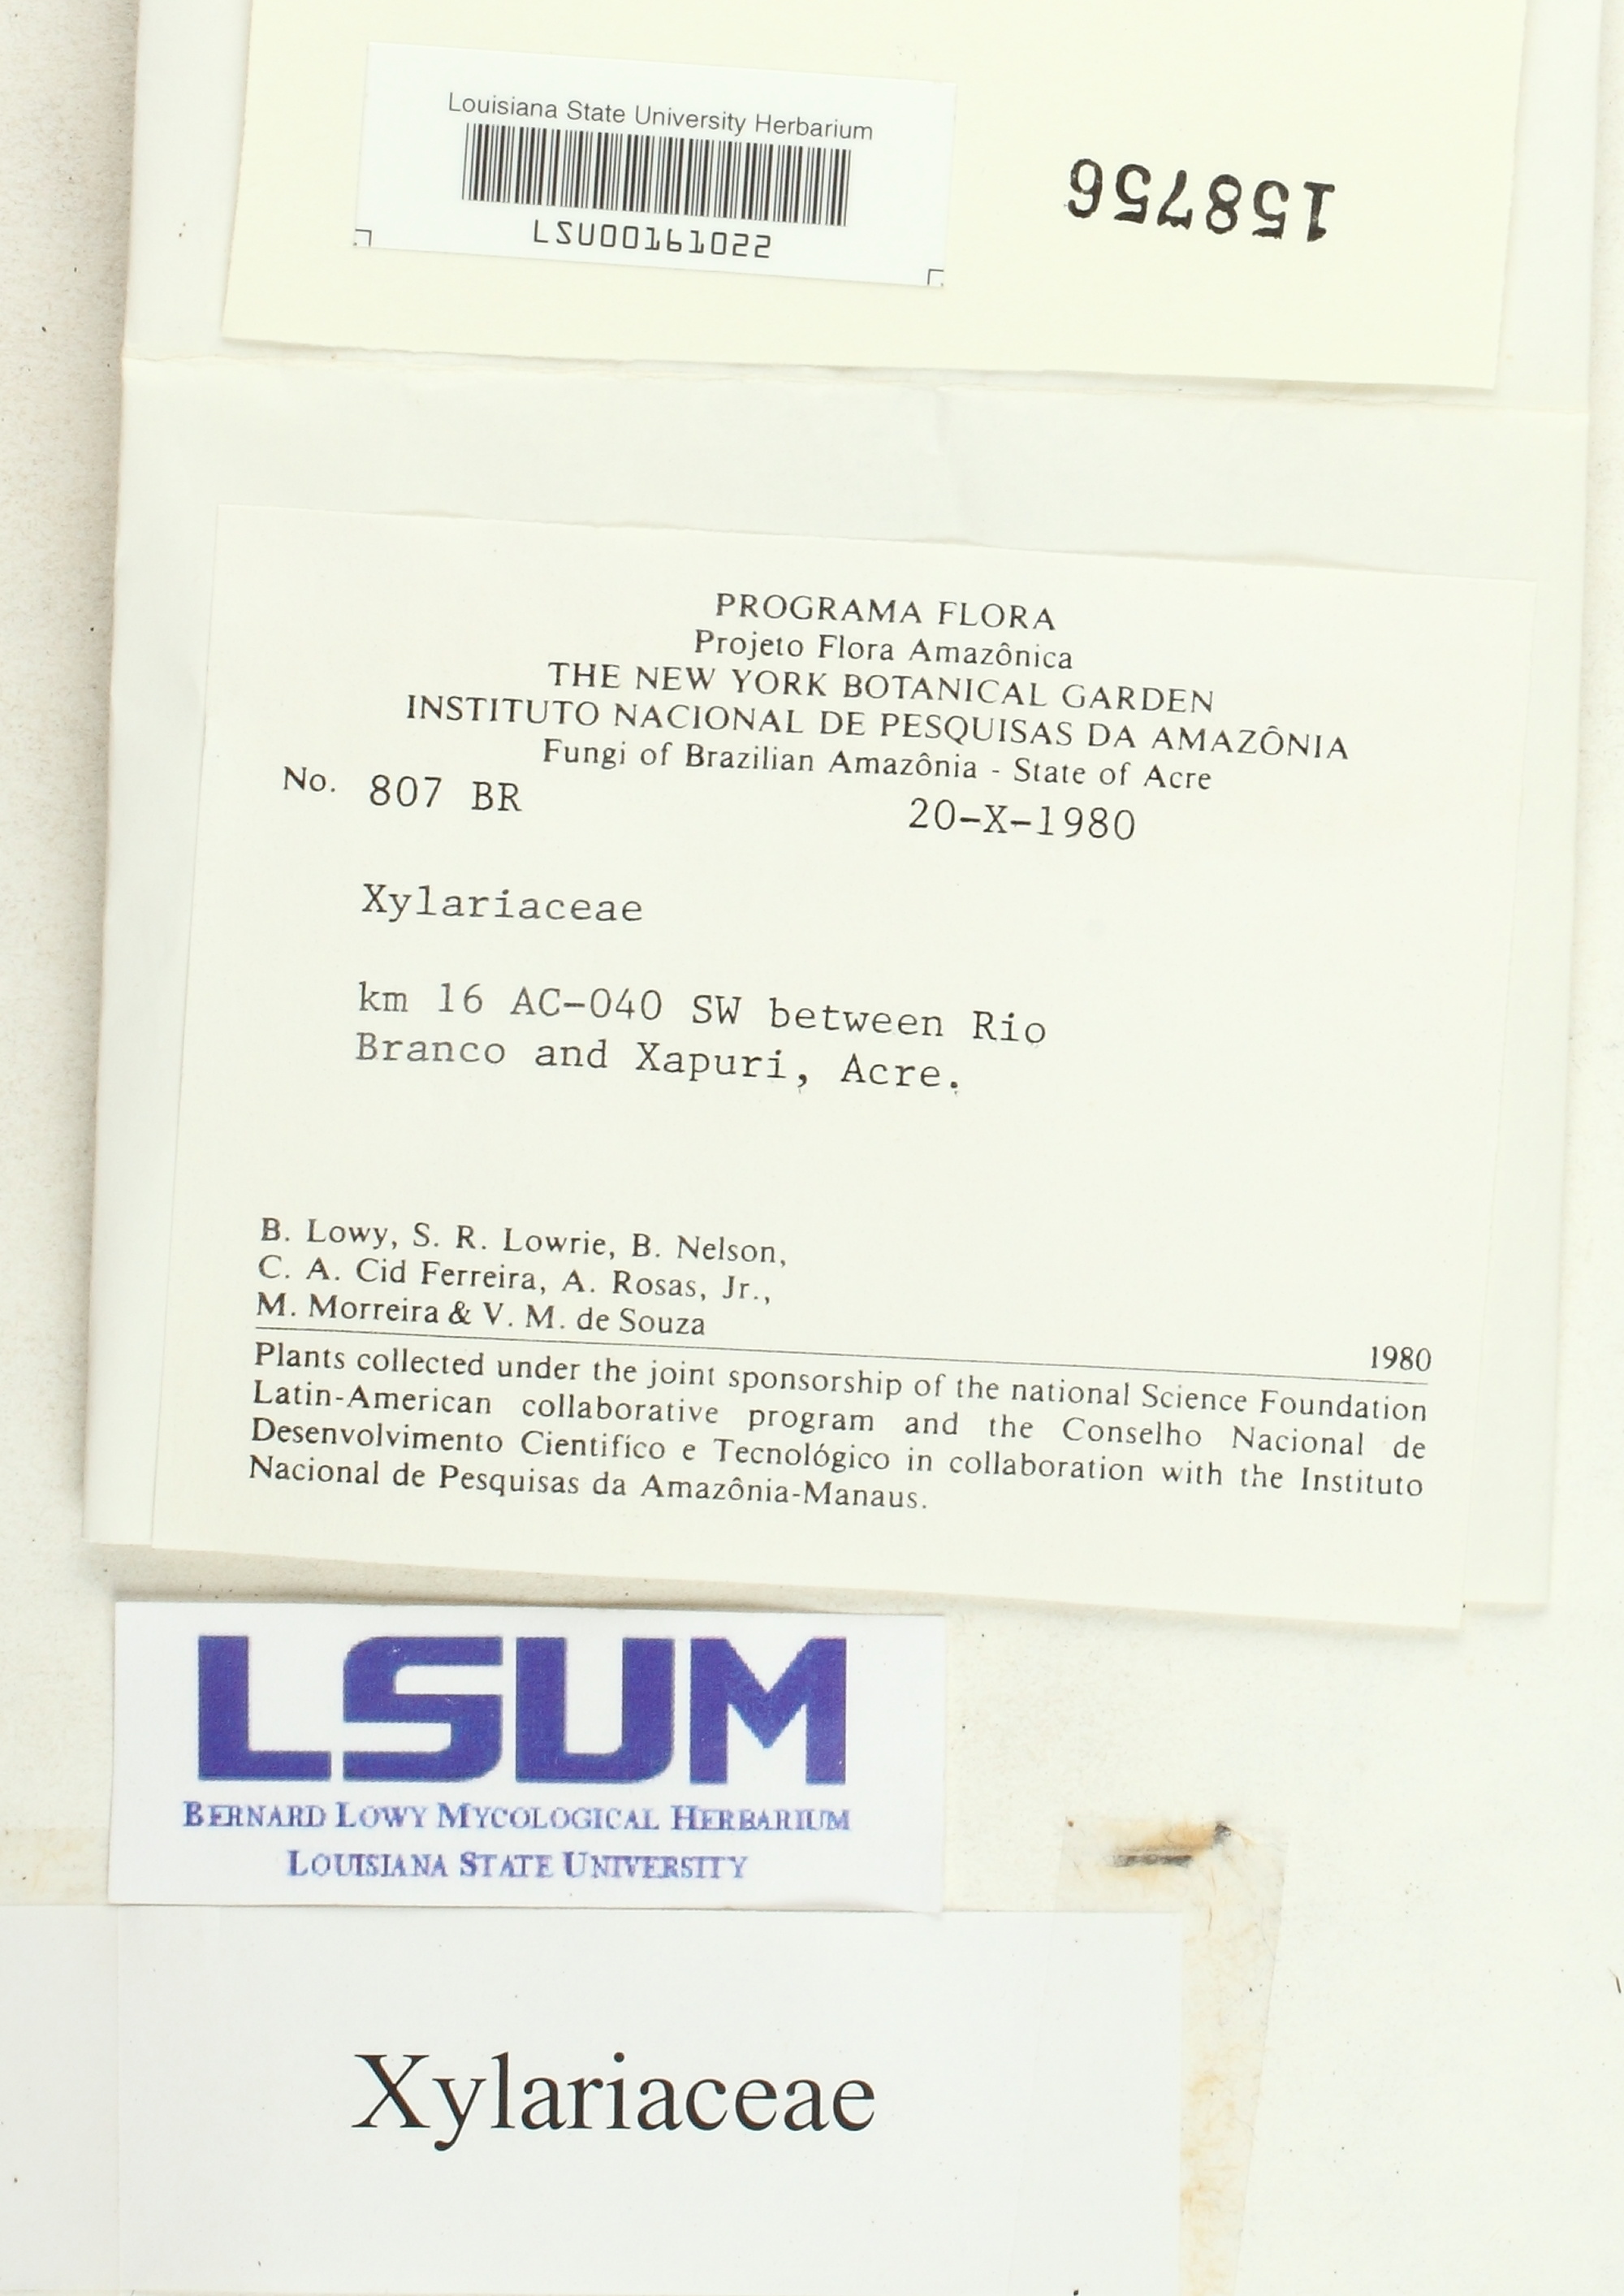 Louisiana State University Herbarium
LSU00161022
158756
PROGRAMA FLORA
Projeto Flora Amazônica
THE NEW YORK BOTANICAL GARDEN
INSTITUTO NACIONAL DE PESQUISAS DA AMAZÔNIA
Fungi of Brazilian Amazônia - State of Acre
No. 807 BR 20-X-1980
Xylariaceae
km 16 AC-040 SW between Rio
Branco and Xapuri, Acre.
B. Lowy, S. R. Lowrie, B. Nelson,
C. A. Cid Ferreira, A. Rosas, Jr.,
M. Morreira & V. M. de Souza
1980
Plants collected under the joint sponsorship of the national Science Foundation
Latin-American collaborative program and the Conselho Nacional de
Desenvolvimento Cientifíco e Tecnológico in collaboration with the Instituto
Nacional de Pesquisas da Amazônia-Manaus.
LSUM
BERNARD LOWY MYCOLOGICAL HERBARIUM
LOUISIANA STATE UNIVERSITY
Xylariaceae